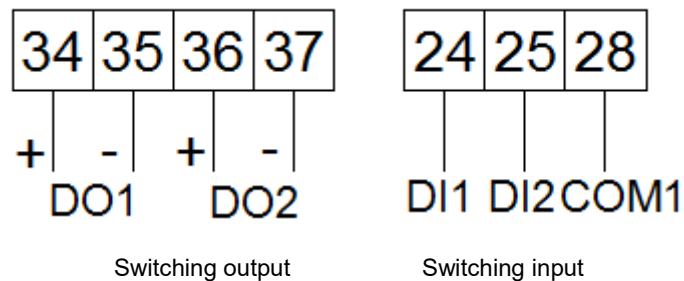 34 35 36 37 24 25 28
+ - + -
DO1 DO2 DI1 DI2 COM1
Switching output Switching input